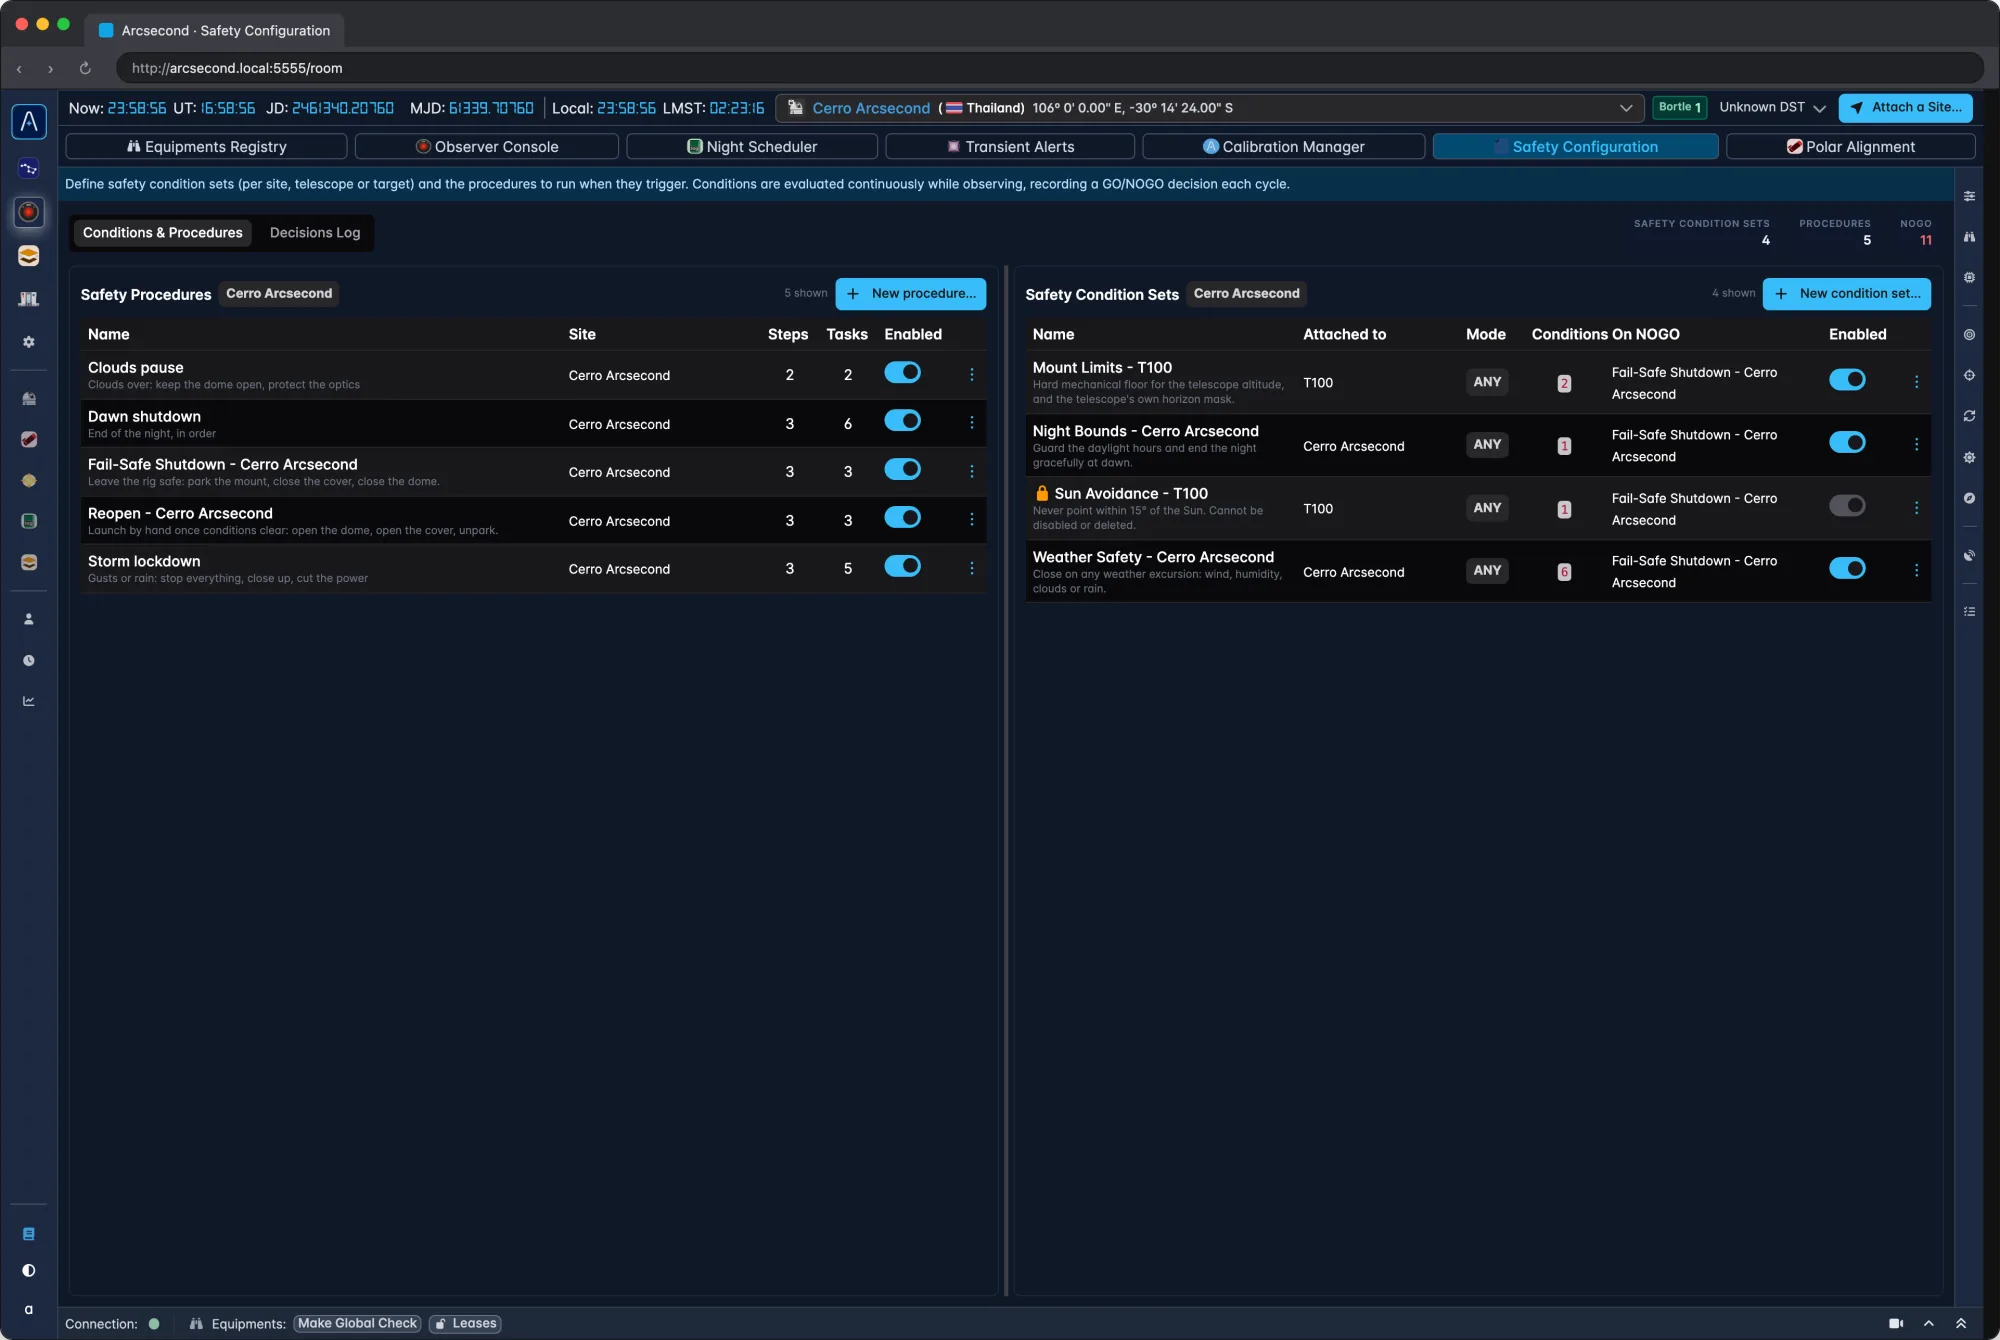 Arcsecond · Safety Configuration
http://arcsecond.local:5555/room
Now: 23:58:56 UT: 16:58:56 JD: 2461340.20760 MJD: 61339.70760 Local: 23:58:56 LMST: 02:23:16 Cerro Arcsecond ( Thailand) 106° 0' 0.00" E, -30° 14' 24.00" S Bortle 1 Unknown DST Attach a Site...
Equipments Registry Observer Console Night Scheduler Transient Alerts Calibration Manager Safety Configuration Polar Alignment
Define safety condition sets (per site, telescope or target) and the procedures to run when they trigger. Conditions are evaluated continuously while observing, recording a GO/NOGO decision each cycle.
Conditions & Procedures Decisions Log
SAFETY CONDITION SETS PROCEDURES NOGO
4 5 11
Safety Procedures Cerro Arcsecond 5 shown + New procedure...
Name Site Steps Tasks Enabled
Clouds pause
Clouds over: keep the dome open, protect the optics
Cerro Arcsecond 2 2
Dawn shutdown
End of the night, in order
Cerro Arcsecond 3 6
Fail-Safe Shutdown - Cerro Arcsecond
Leave the rig safe: park the mount, close the cover, close the dome.
Cerro Arcsecond 3 3
Reopen - Cerro Arcsecond
Launch by hand once conditions clear: open the dome, open the cover, unpark.
Cerro Arcsecond 3 3
Storm lockdown
Gusts or rain: stop everything, close up, cut the power
Cerro Arcsecond 3 5
Safety Condition Sets Cerro Arcsecond 4 shown + New condition set...
Name Attached to Mode Conditions On NOGO Enabled
Mount Limits - T100
Hard mechanical floor for the telescope altitude,
and the telescope's own horizon mask.
T100 ANY 2
Fail-Safe Shutdown - Cerro
Arcsecond
Night Bounds - Cerro Arcsecond
Guard the daylight hours and end the night
gracefully at dawn.
Cerro Arcsecond ANY 1
Fail-Safe Shutdown - Cerro
Arcsecond
Sun Avoidance - T100
Never point within 15° of the Sun. Cannot be
disabled or deleted.
T100 ANY 1
Fail-Safe Shutdown - Cerro
Arcsecond
Weather Safety - Cerro Arcsecond
Close on any weather excursion: wind, humidity,
clouds or rain.
Cerro Arcsecond ANY 6
Fail-Safe Shutdown - Cerro
Arcsecond
a
Connection: Equipments: Make Global Check Leases